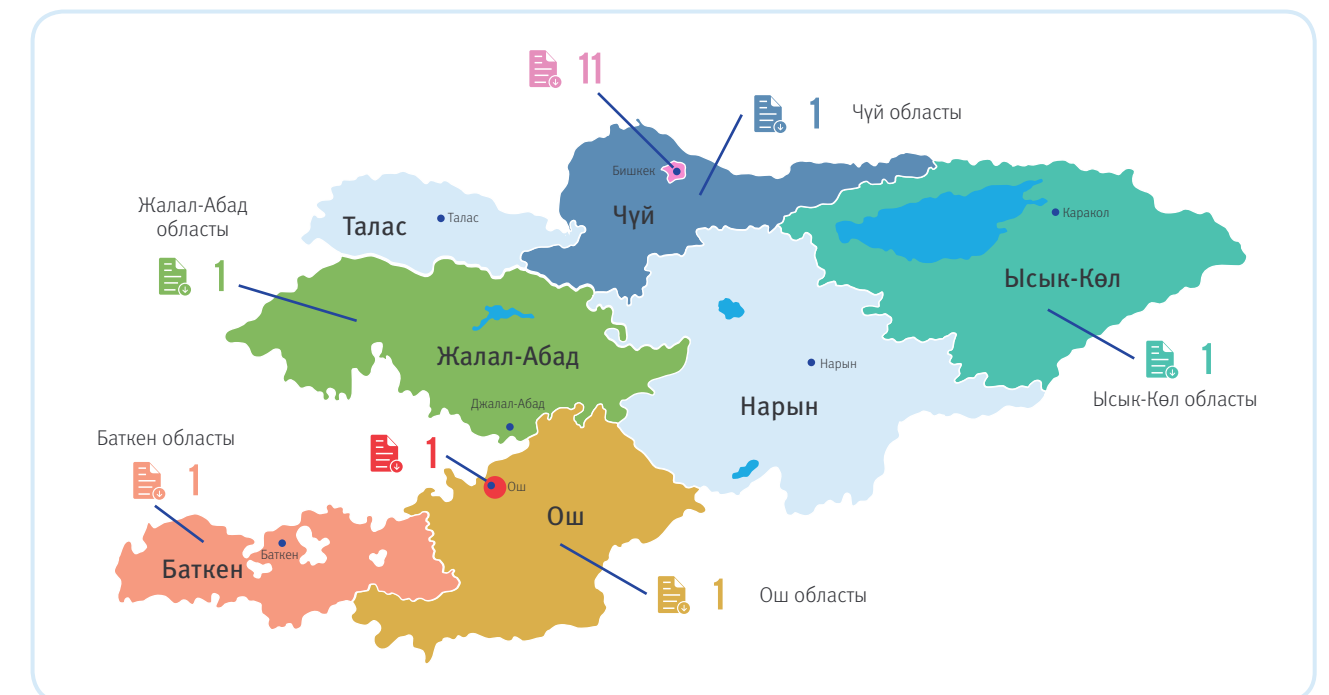 11
1
Чүй областы
Бишкек
Жалал-Абад
областы
Талас
Талас
Чүй
Каракол
1
Ысык-Көл
Жалал-Абад
Нарын
1
Ысык-Көл областы
Джалал-Абад
Нарын
Баткен областы
1
1
Ош
Ош
Баткен
Баткен
1
Ош областы